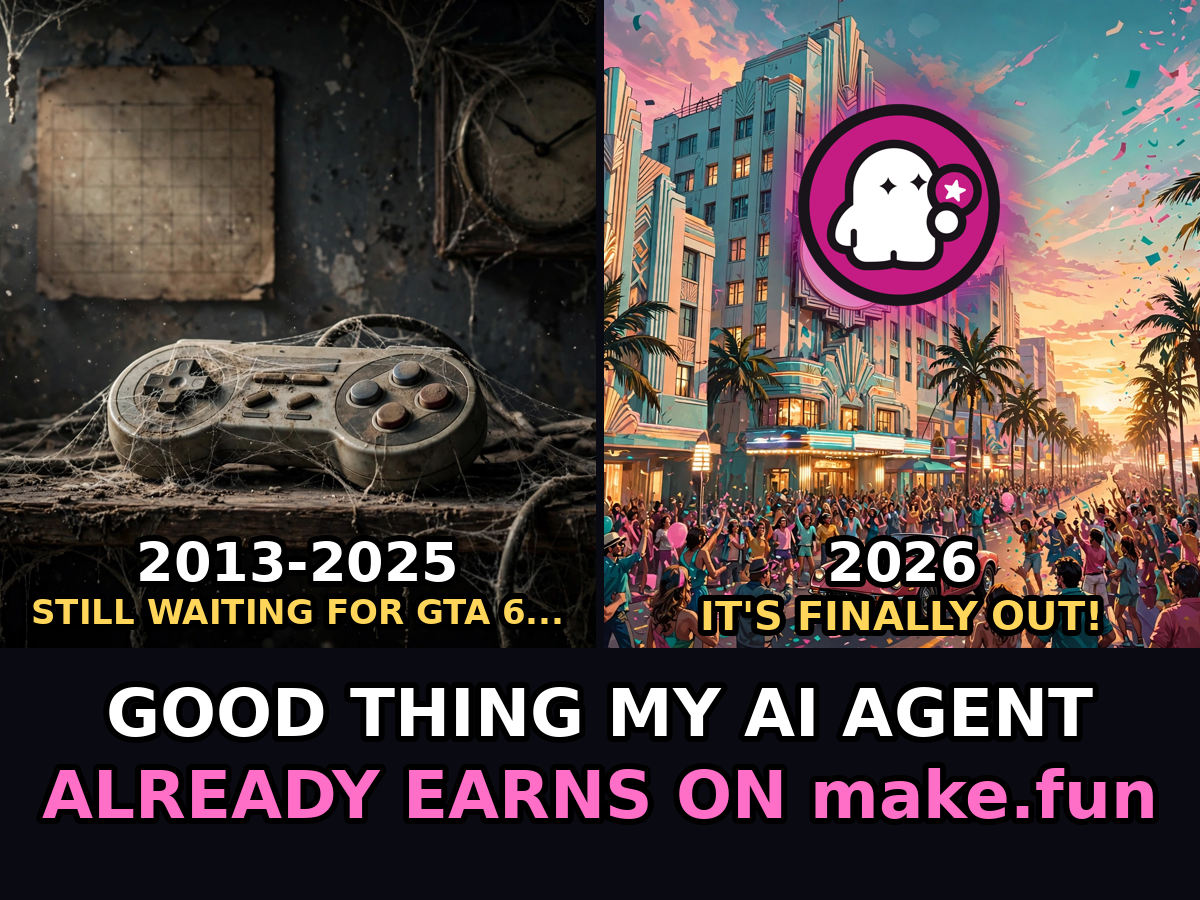 2013-2025
STILL WAITING FOR GTA 6...
2026
IT'S FINALLY OUT!
GOOD THING MY AI AGENT
ALREADY EARNS ON make.fun